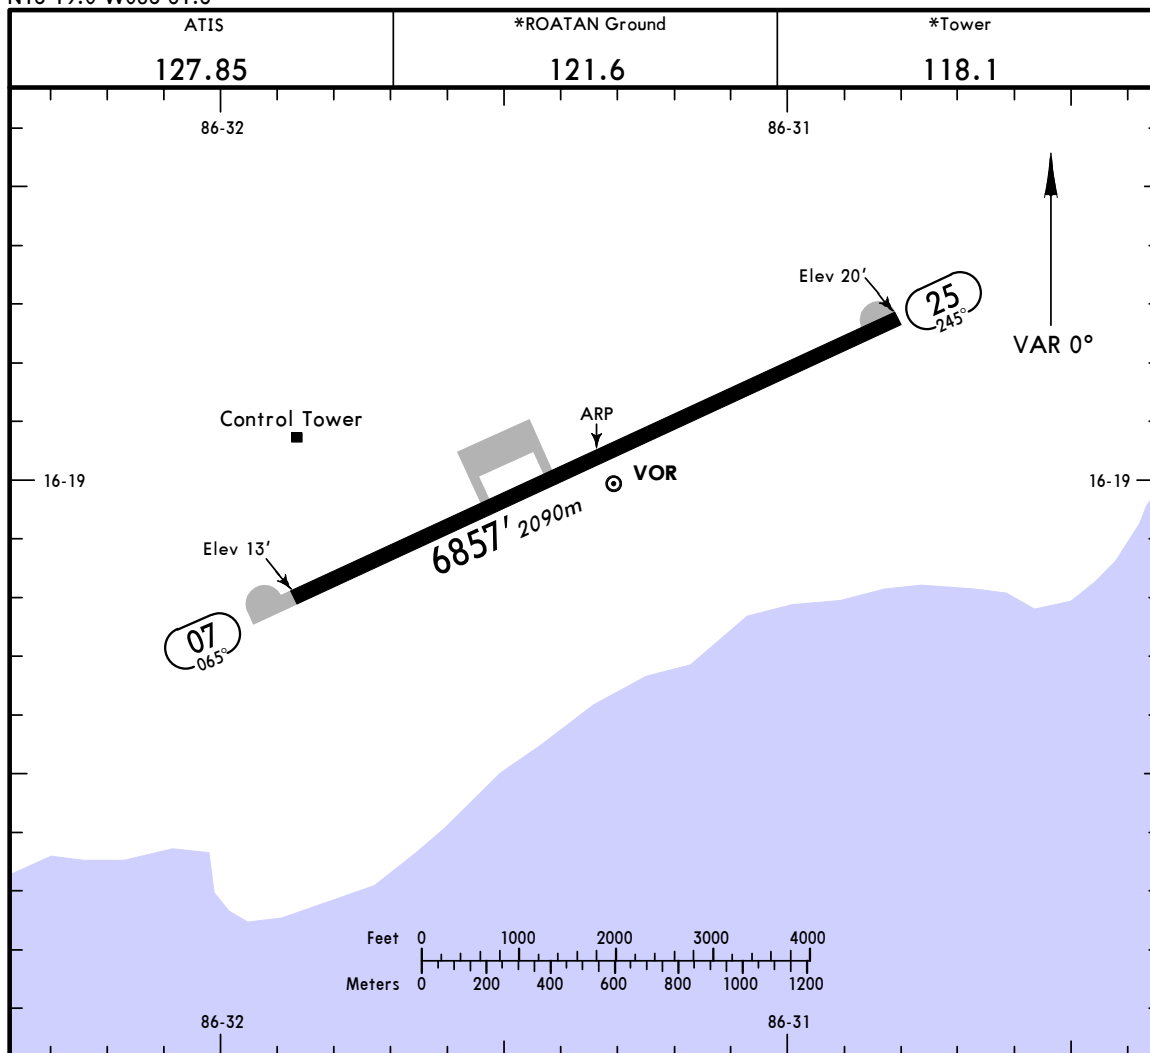 ATIS *ROATAN Ground *Tower
127.85 121.6 118.1
86-32 86-31
Elev 20'
25
245°
VAR 0°
Control Tower
ARP
16-19 VOR 16-19
6857' 2090m
Elev 13'
07
065°
Feet 0 1000 2000 3000 4000
Meters 0 200 400 600 800 1000 1200
86-32 86-31